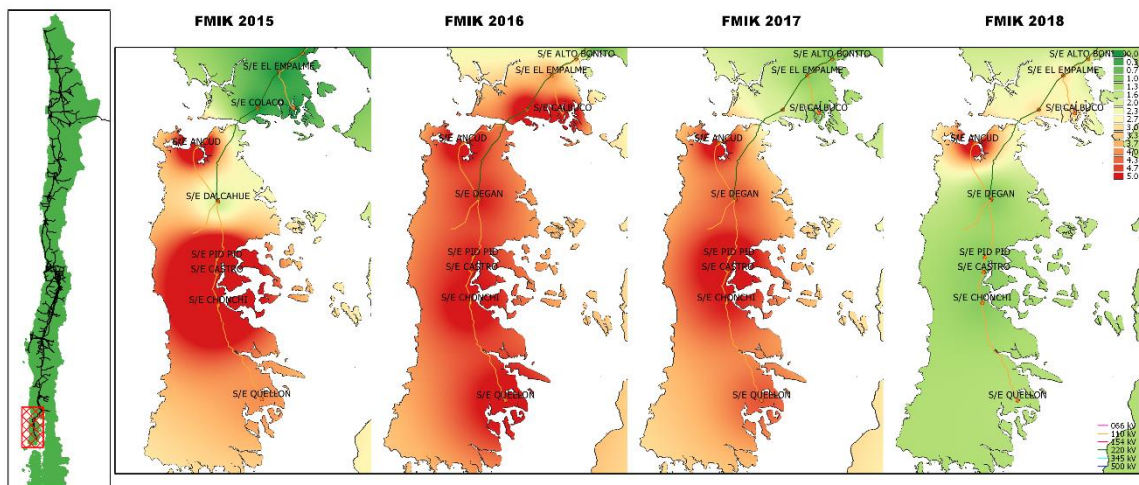 FMIK 2015
FMIK 2016
FMIK 2017
FMIK 2018
S/E EL EMPALME
S/E COLACO
S/E ANCUD
S/E DALCAHUE
S/E PID PID
S/E CASTRO
S/E CHONCHI
S/E QUELLON
S/E ALTO BONITO
S/E EL EMPALME
S/E CALBUCO
S/E ANCUD
S/E DEGAN
S/E PID PID
S/E CASTRO
S/E CHONCHI
S/E QUELLON
S/E ALTO BONITO
S/E EL EMPALME
S/E CALBUCO
S/E ANCUD
S/E DEGAN
S/E PID PID
S/E CASTRO
S/E CHONCHI
S/E QUELLON
S/E ALTO BONITO
S/E EL EMPALME
S/E CALBUCO
S/E ANCUD
S/E DEGAN
S/E PID PID
S/E CASTRO
S/E CHONCHI
S/E QUELLON
0.3
0.7
1.0
1.3
1.6
2.0
2.3
2.7
3.0
3.3
3.7
4.0
4.3
4.7
5.0
066 kV
110 kV
154 kV
220 kV
345 kV
500 kV